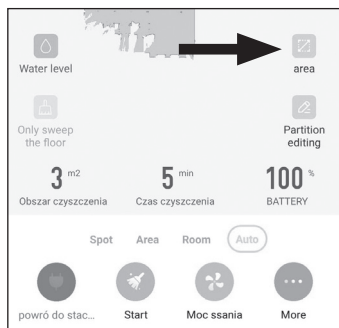 Water level
area
Only sweep
the floor
Partition
editing
3 m2
5 min
100 %
Obszar czyszczenia
Czas czyszczenia
BATTERY
Spot
Area
Room
Auto
powró do stac...
Start
Moc ssania
More